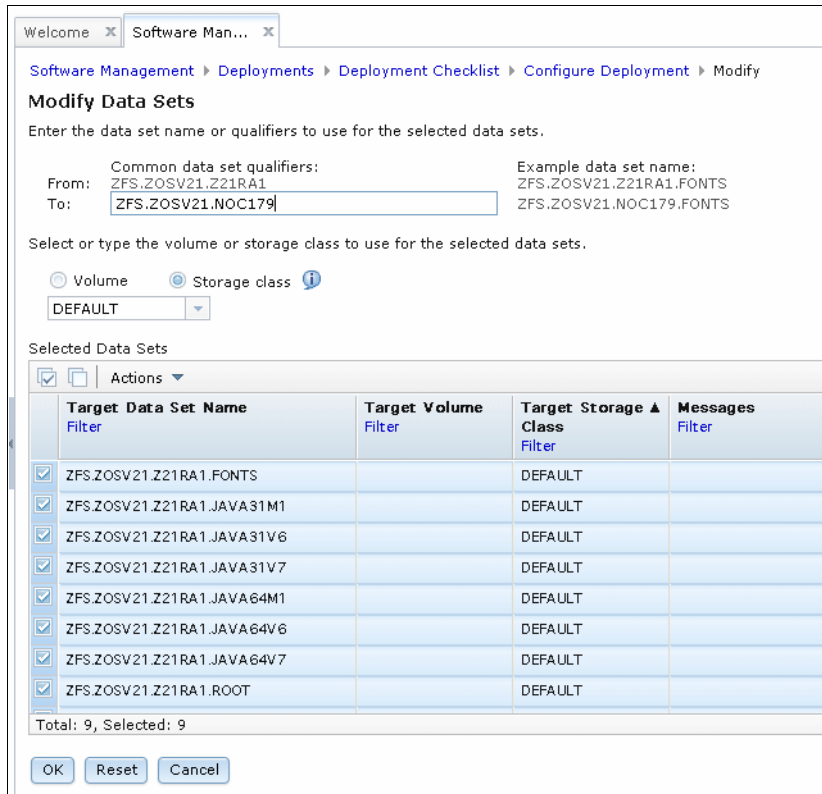 Welcome Software Man...
Software Management Deployments Deployment Checklist Configure Deployment Modify
Modify Data Sets
Enter the data set name or qualifiers to use for the selected data sets.
Common data set qualifiers: Example data set name:
From: ZFS.ZOSV21.Z21RA1 ZFS.ZOSV21.Z21RA1.FONTS
To: ZFS.ZOSV21.NOC179 ZFS.ZOSV21.NOC179.FONTS
Select or type the volume or storage class to use for the selected data sets.
Volume Storage class
DEFAULT
Selected Data Sets
Actions
Target Data Set Name Target Volume Target Storage Messages
Filter Filter Class Filter
Filter
ZFS.ZOSV21.Z21RA1.FONTS DEFAULT
ZFS.ZOSV21.Z21RA1.JAVA31M1 DEFAULT
ZFS.ZOSV21.Z21RA1.JAVA31V6 DEFAULT
ZFS.ZOSV21.Z21RA1.JAVA31V7 DEFAULT
ZFS.ZOSV21.Z21RA1.JAVA64M1 DEFAULT
ZFS.ZOSV21.Z21RA1.JAVA64V6 DEFAULT
ZFS.ZOSV21.Z21RA1.JAVA64V7 DEFAULT
ZFS.ZOSV21.Z21RA1.ROOT DEFAULT
Total: 9, Selected: 9
OK Reset Cancel